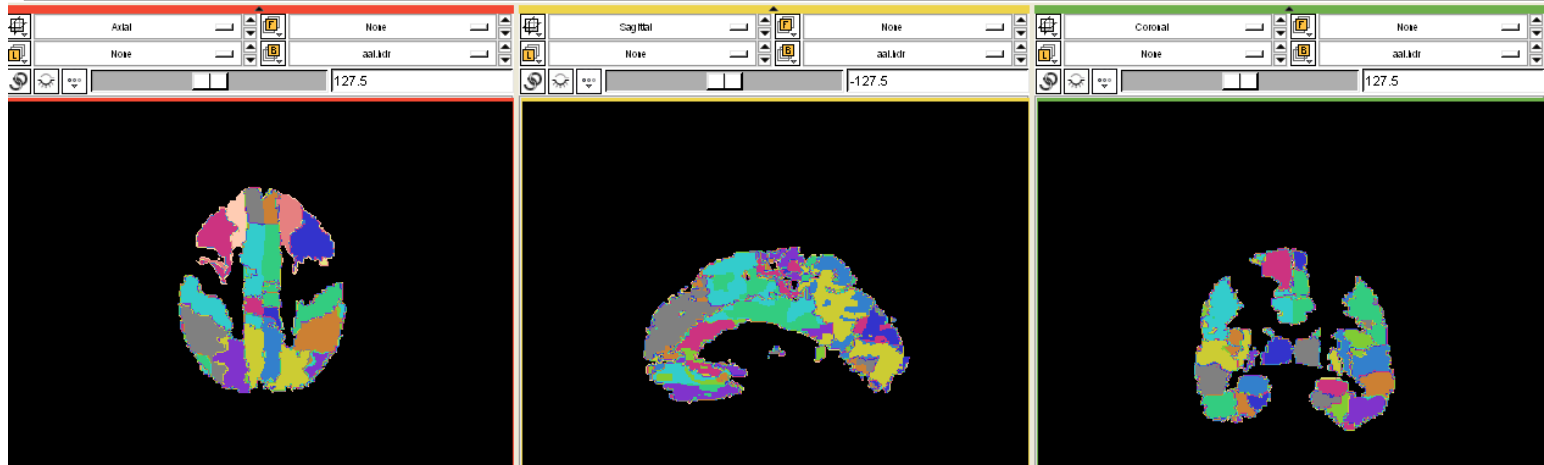 Axial F None Sagittal F None Coronal F None
L None B aal.hdr L None B aal.hdr L None B aal.hdr
127.5 -127.5 127.5